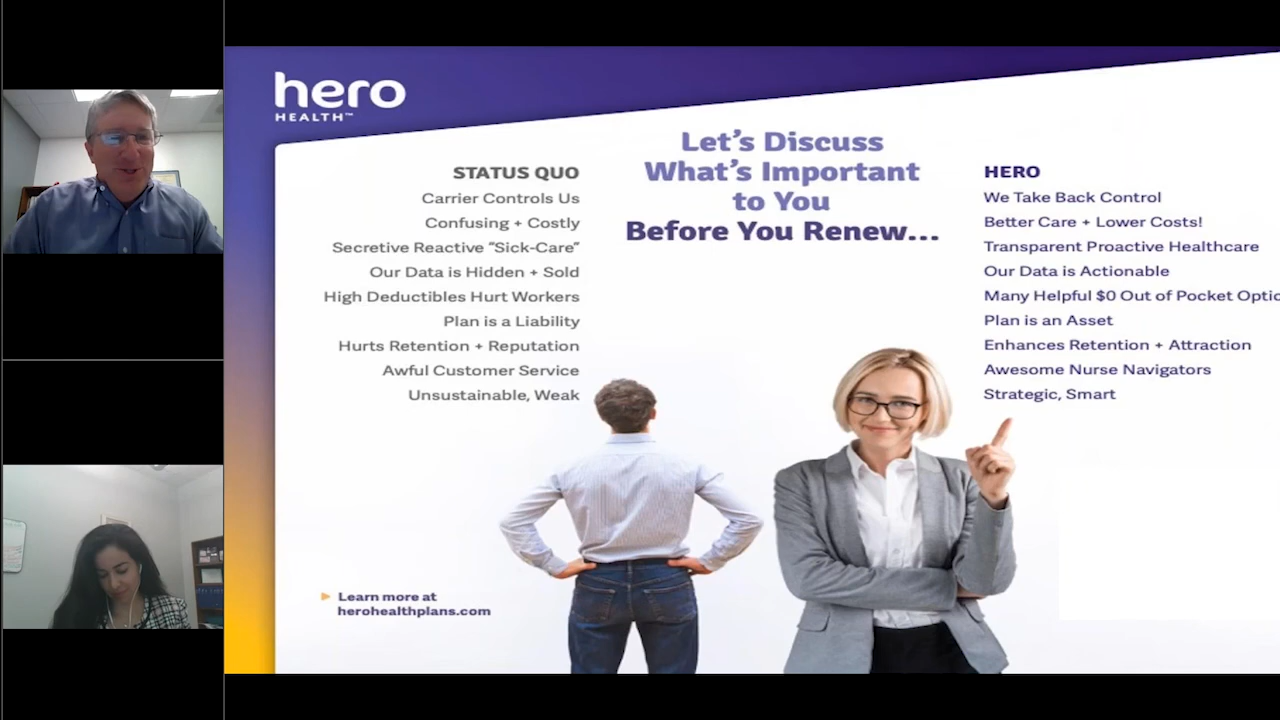 hero
HEALTH™
Let's Discuss
What's Important
to You
Before You Renew...
STATUS QUO
Carrier Controls Us
Confusing + Costly
Secretive Reactive "Sick-Care"
Our Data is Hidden + Sold
High Deductibles Hurt Workers
Plan is a Liability
Hurts Retention + Reputation
Awful Customer Service
Unsustainable, Weak
HERO
We Take Back Control
Better Care + Lower Costs!
Transparent Proactive Healthcare
Our Data is Actionable
Many Helpful $0 Out of Pocket
Plan is an Asset
Enhances Retention + Attraction
Awesome Nurse Navigators
Strategic, Smart
Learn more at
herohealthplans.com